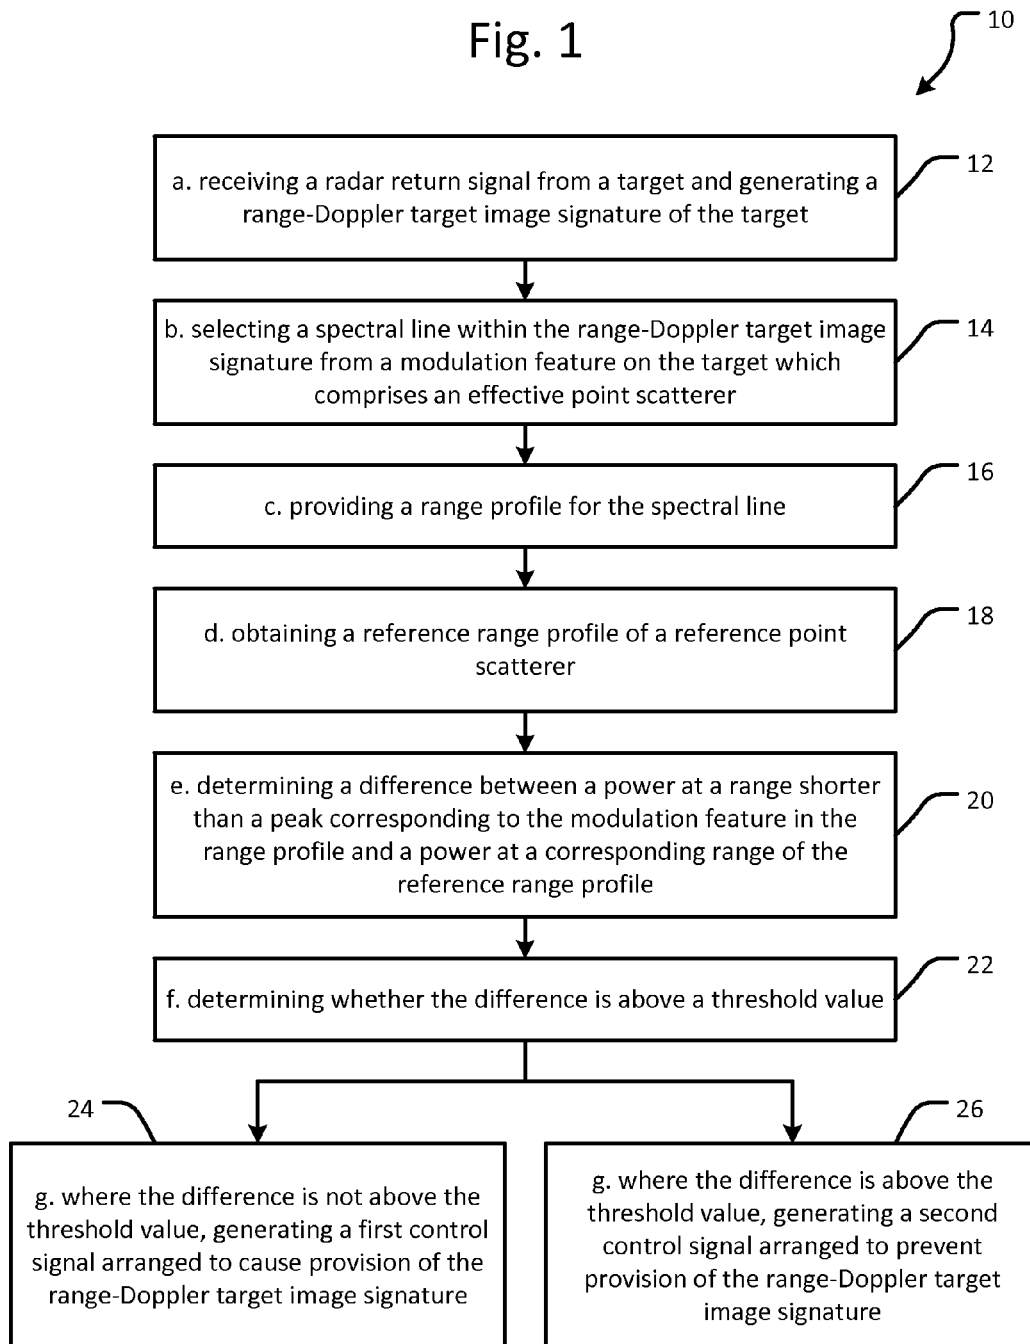 Fig. 1
10
a. receiving a radar return signal from a target and generating a
range-Doppler target image signature of the target
12
b. selecting a spectral line within the range-Doppler target image
signature from a modulation feature on the target which
comprises an effective point scatterer
14
c. providing a range profile for the spectral line
16
d. obtaining a reference range profile of a reference point
scatterer
18
e. determining a difference between a power at a range shorter
than a peak corresponding to the modulation feature in the
range profile and a power at a corresponding range of the
reference range profile
20
f. determining whether the difference is above a threshold value
22
24
g. where the difference is not above the
threshold value, generating a first control
signal arranged to cause provision of the
range-Doppler target image signature
26
g. where the difference is above the
threshold value, generating a second
control signal arranged to prevent
provision of the range-Doppler target
image signature